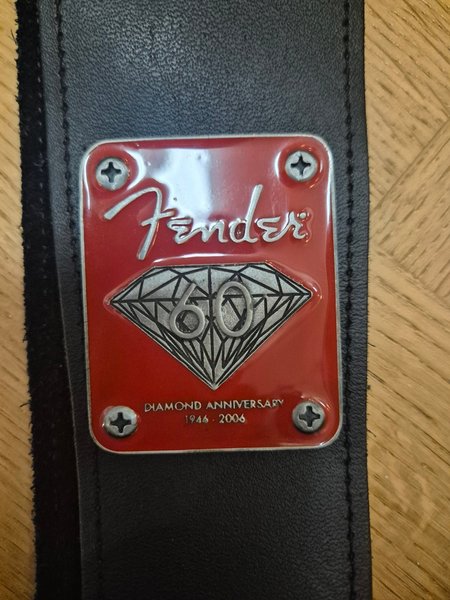 Fender
60
DIAMOND ANNIVERSARY
1946 - 2006